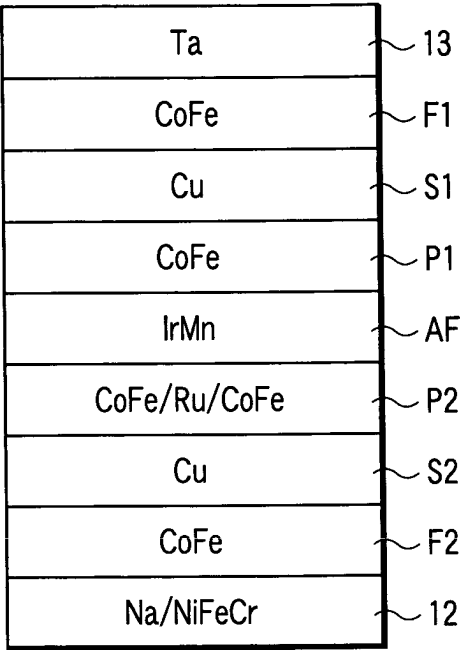 Ta 13
CoFe F1
Cu S1
CoFe P1
IrMn AF
CoFe/Ru/CoFe P2
Cu S2
CoFe F2
Na/NiFeCr 12